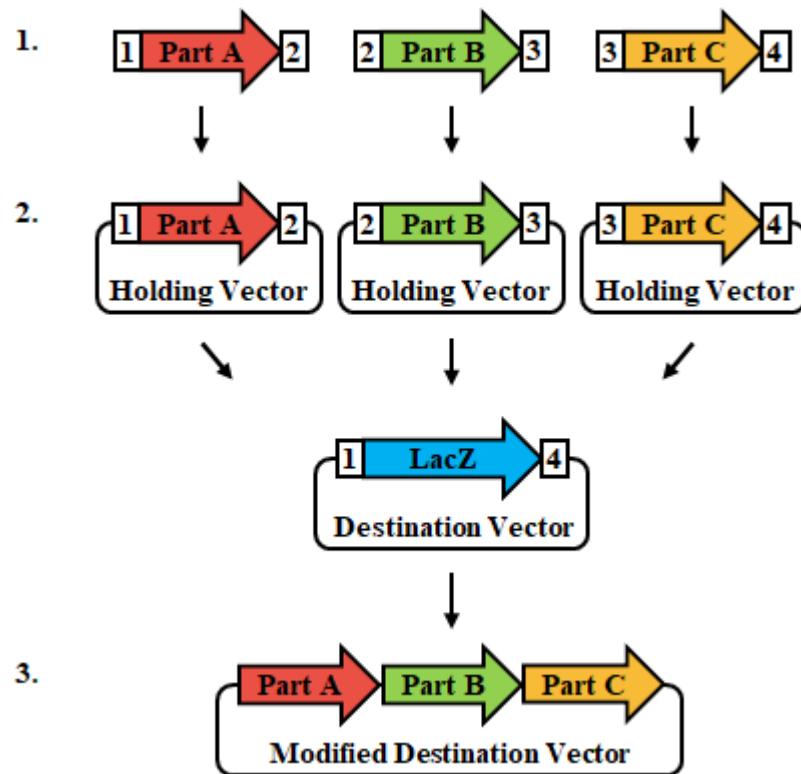 1.
1 Part A 2 2 Part B 3 3 Part C 4
2.
1 Part A 2 2 Part B 3 3 Part C 4
Holding Vector Holding Vector Holding Vector
1 LacZ 4
Destination Vector
3.
Part A Part B Part C
Modified Destination Vector